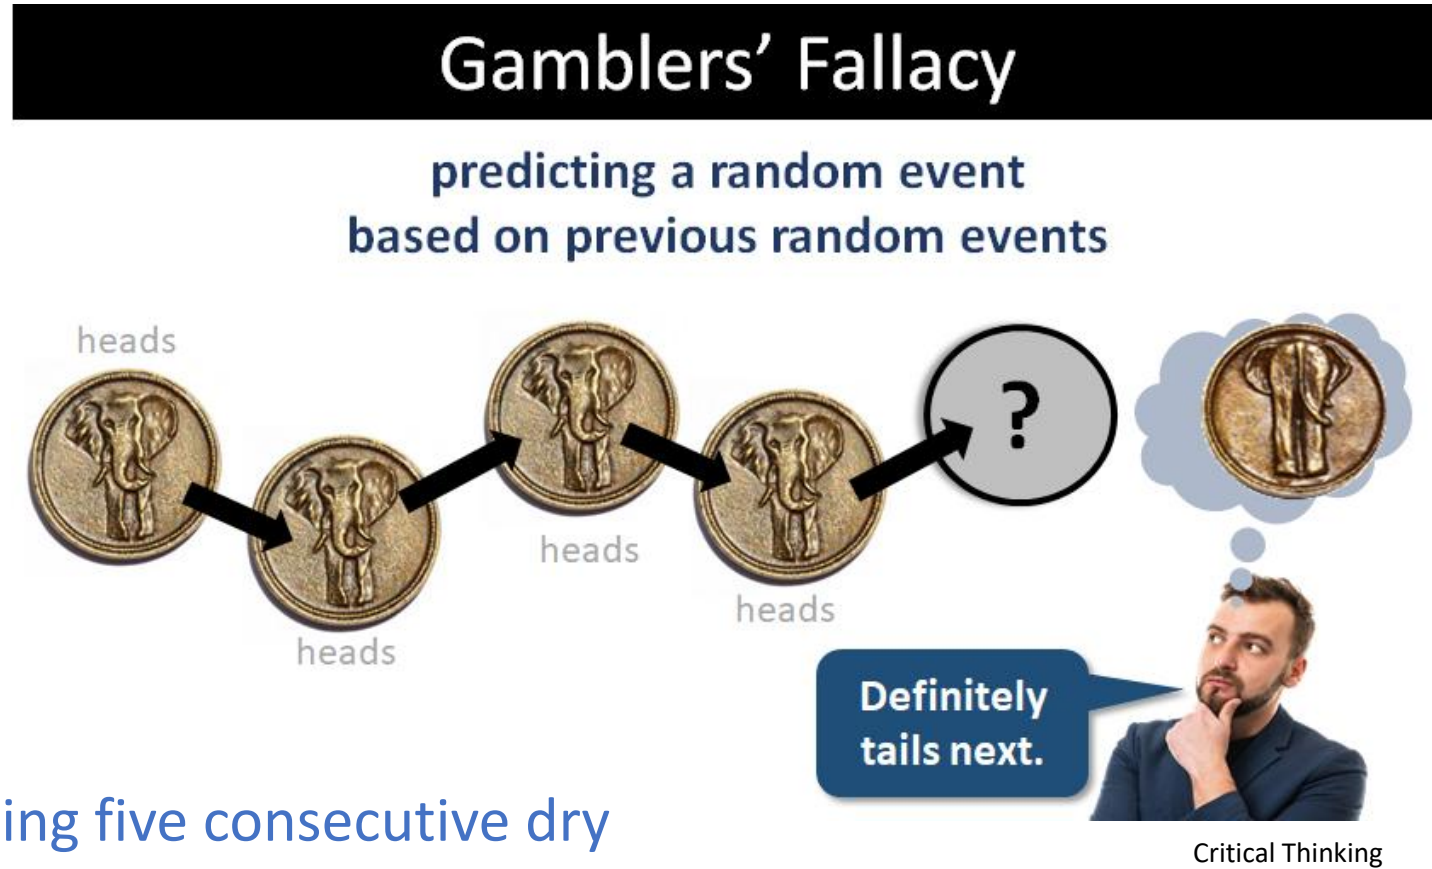 Gamblers’ Fallacy
predicting a random event
based on previous random events
heads
heads
heads
heads
?
Definitely
tails next.
ing five consecutive dry
Critical Thinking